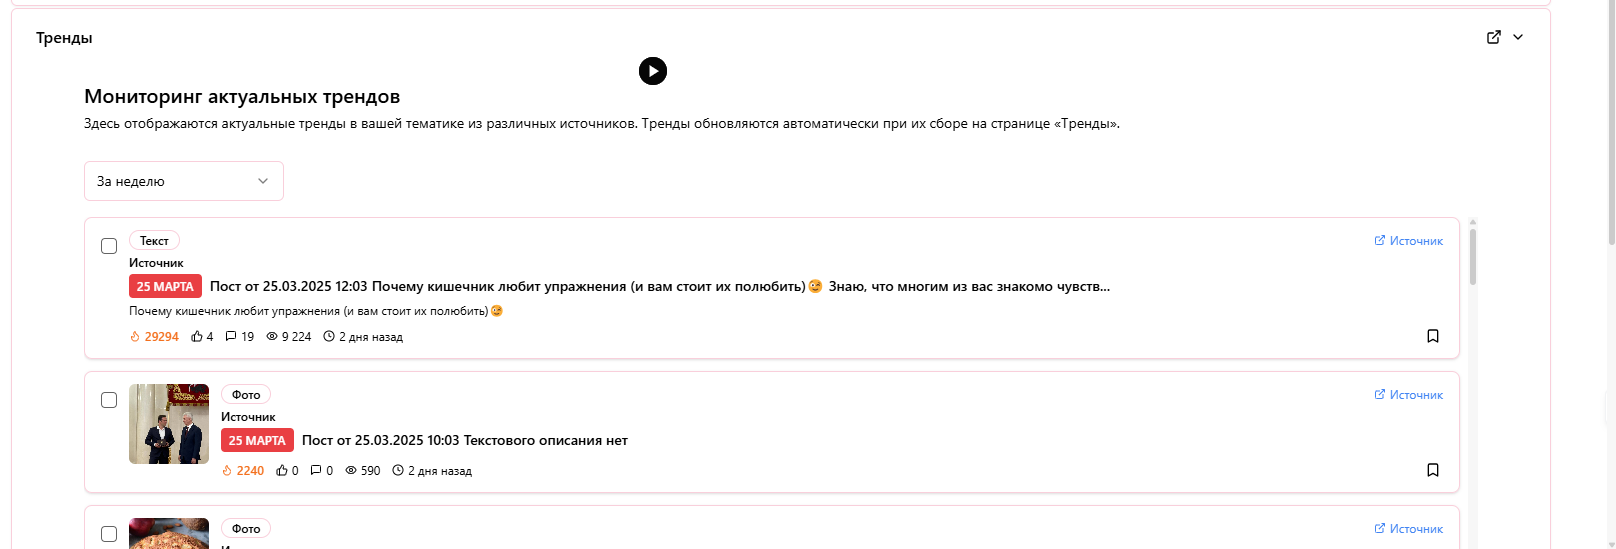 Тренды
Мониторинг актуальных трендов
Здесь отображаются актуальные тренды в вашей тематике из различных источников. Тренды обновляются автоматически при их сборе на странице «Тренды».
За неделю
Текст
Источник
Источник
25 МАРТА Пост от 25.03.2025 12:03 Почему кишечник любит упражнения (и вам стоит их полюбить)😉 Знаю, что многим из вас знакомо чувств...
Почему кишечник любит упражнения (и вам стоит их полюбить)😉
29294 4 19 9 224 2 дня назад
Фото
Источник
Источник
25 МАРТА Пост от 25.03.2025 10:03 Текстового описания нет
2240 0 0 590 2 дня назад
Фото
Источник